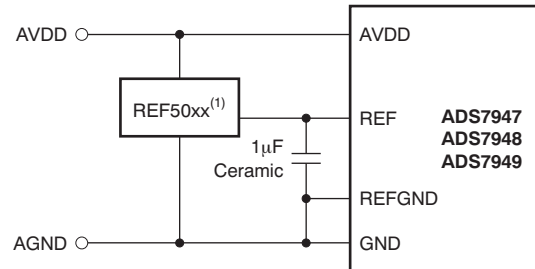 AVDD
AVDD
REF50xx(1)
REF
ADS7947
ADS7948
ADS7949
1μF
Ceramic
REFGND
AGND
GND